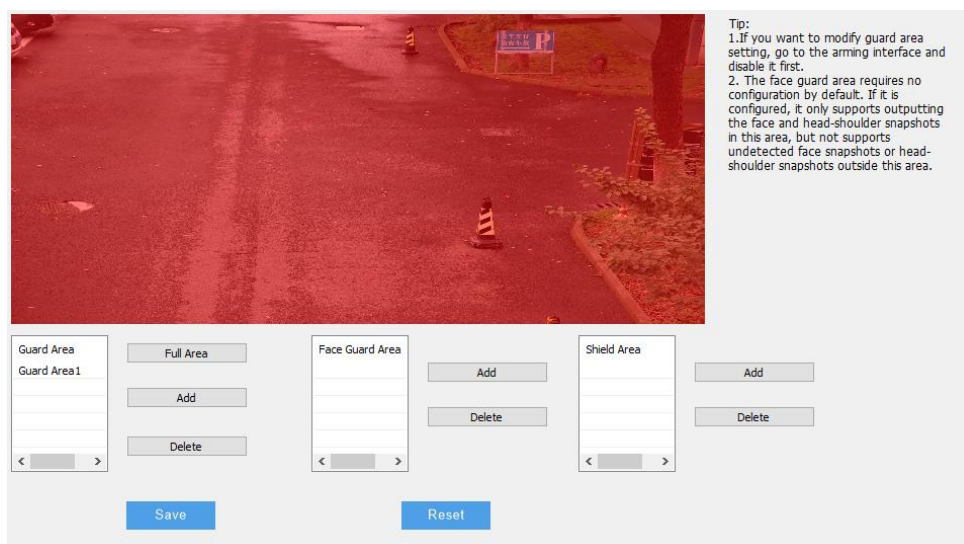 P
Tip:
1.If you want to modify guard area
setting, go to the arming interface and
disable it first.
2. The face guard area requires no
configuration by default. If it is
configured, it only supports outputting
the face and head-shoulder snapshots
in this area, but not supports
undetected face snapshots or head-
shoulder snapshots outside this area.
Guard Area
Guard Area1
Full Area
Add
Delete
Face Guard Area
Add
Delete
Shield Area
Add
Delete
Save
Reset